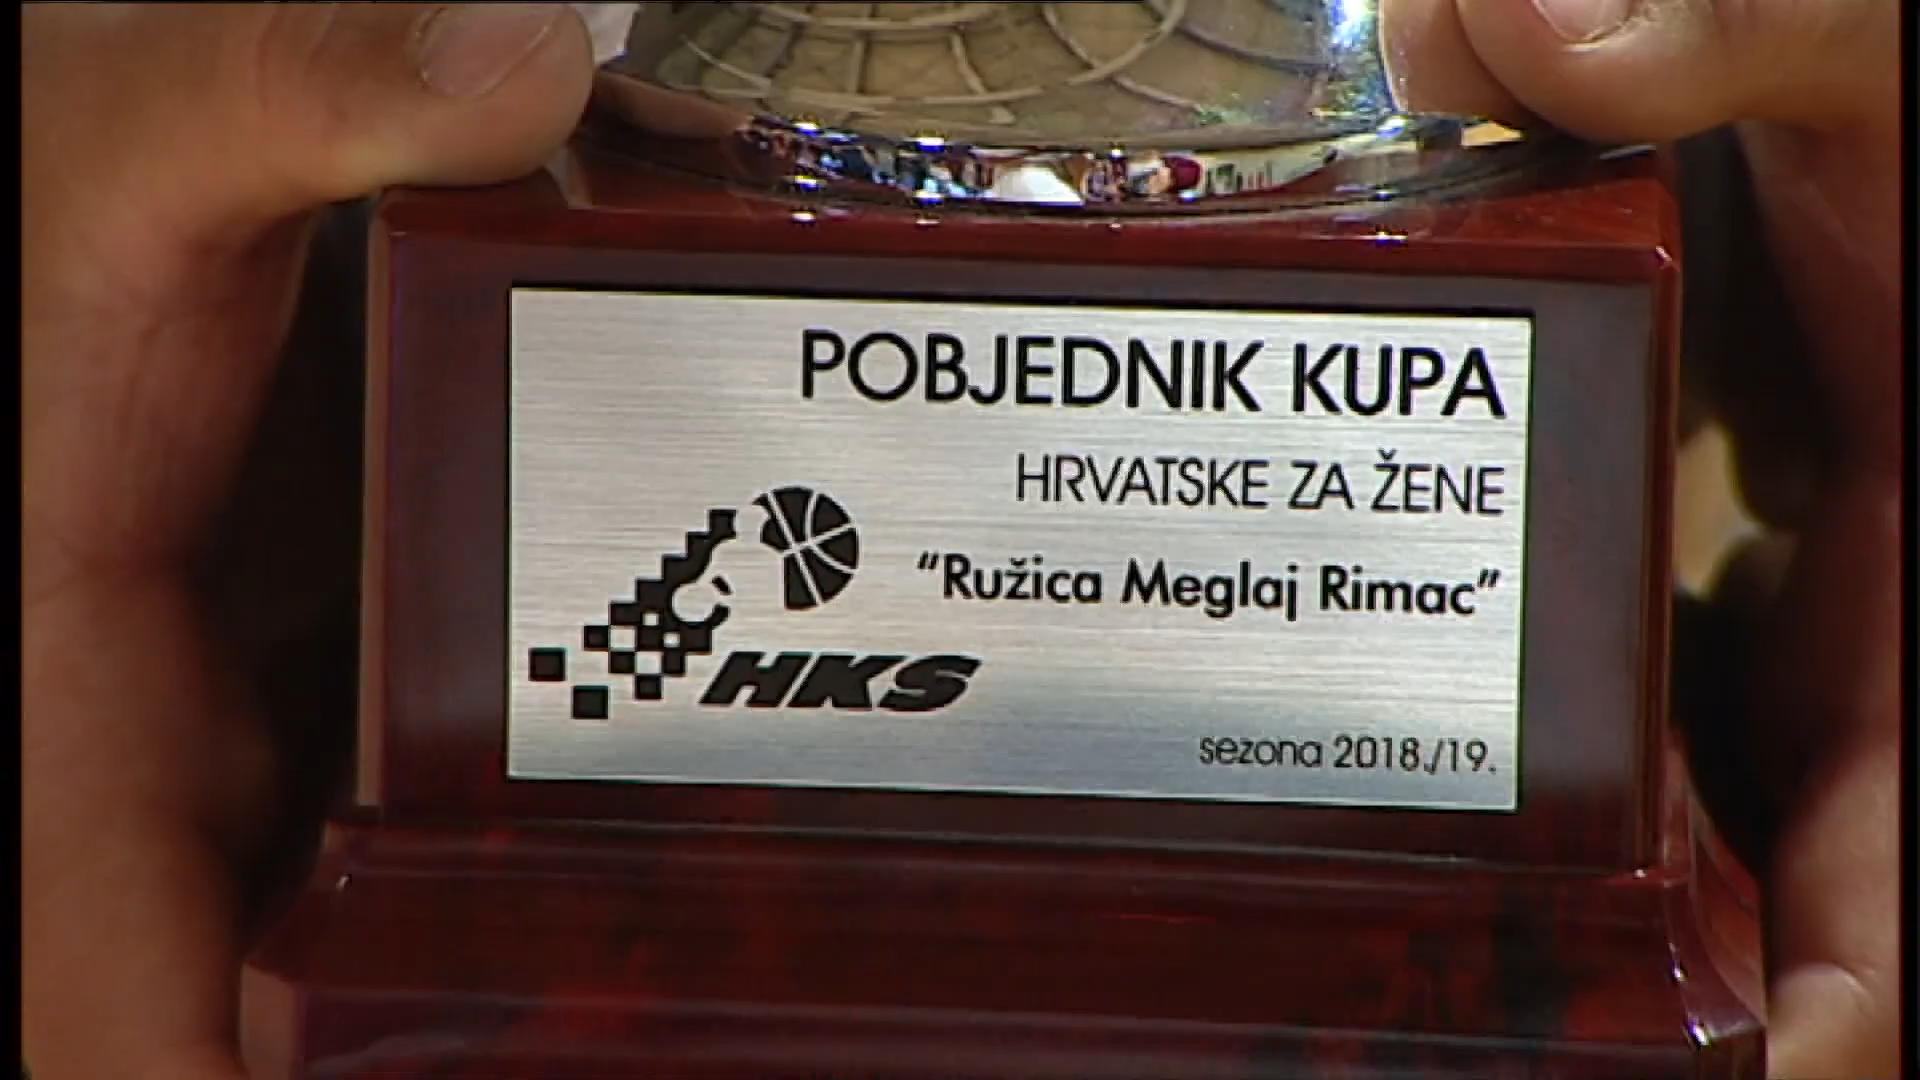 POBJEDNIK KUPA
HRVATSKE ZA ŽENE
“Ružica Meglaj Rimac”
HKS
sezona 2018./19.